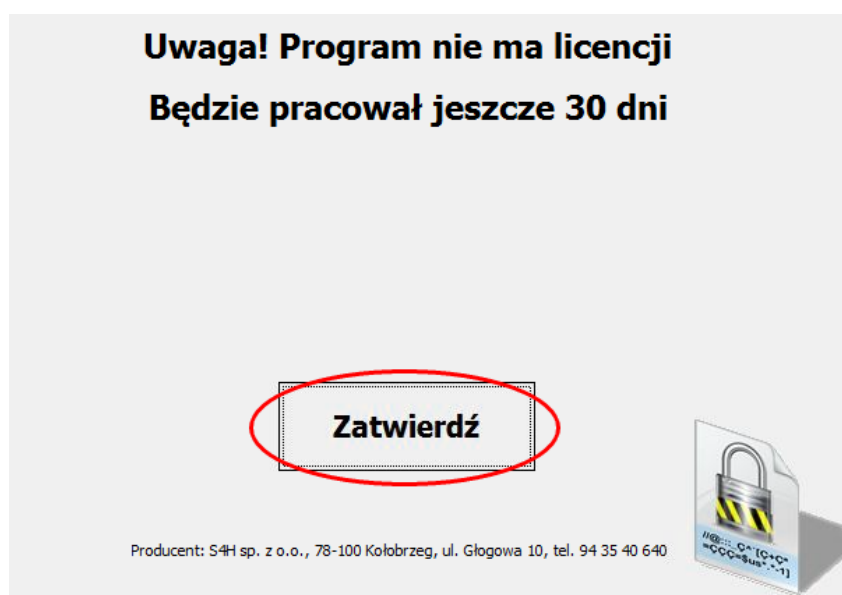 Uwaga! Program nie ma licencji
Będzie pracował jeszcze 30 dni
Zatwierdź
Producent: S4H sp. z o.o., 78-100 Kołobrzeg, ul. Głogowa 10, tel. 94 35 40 640